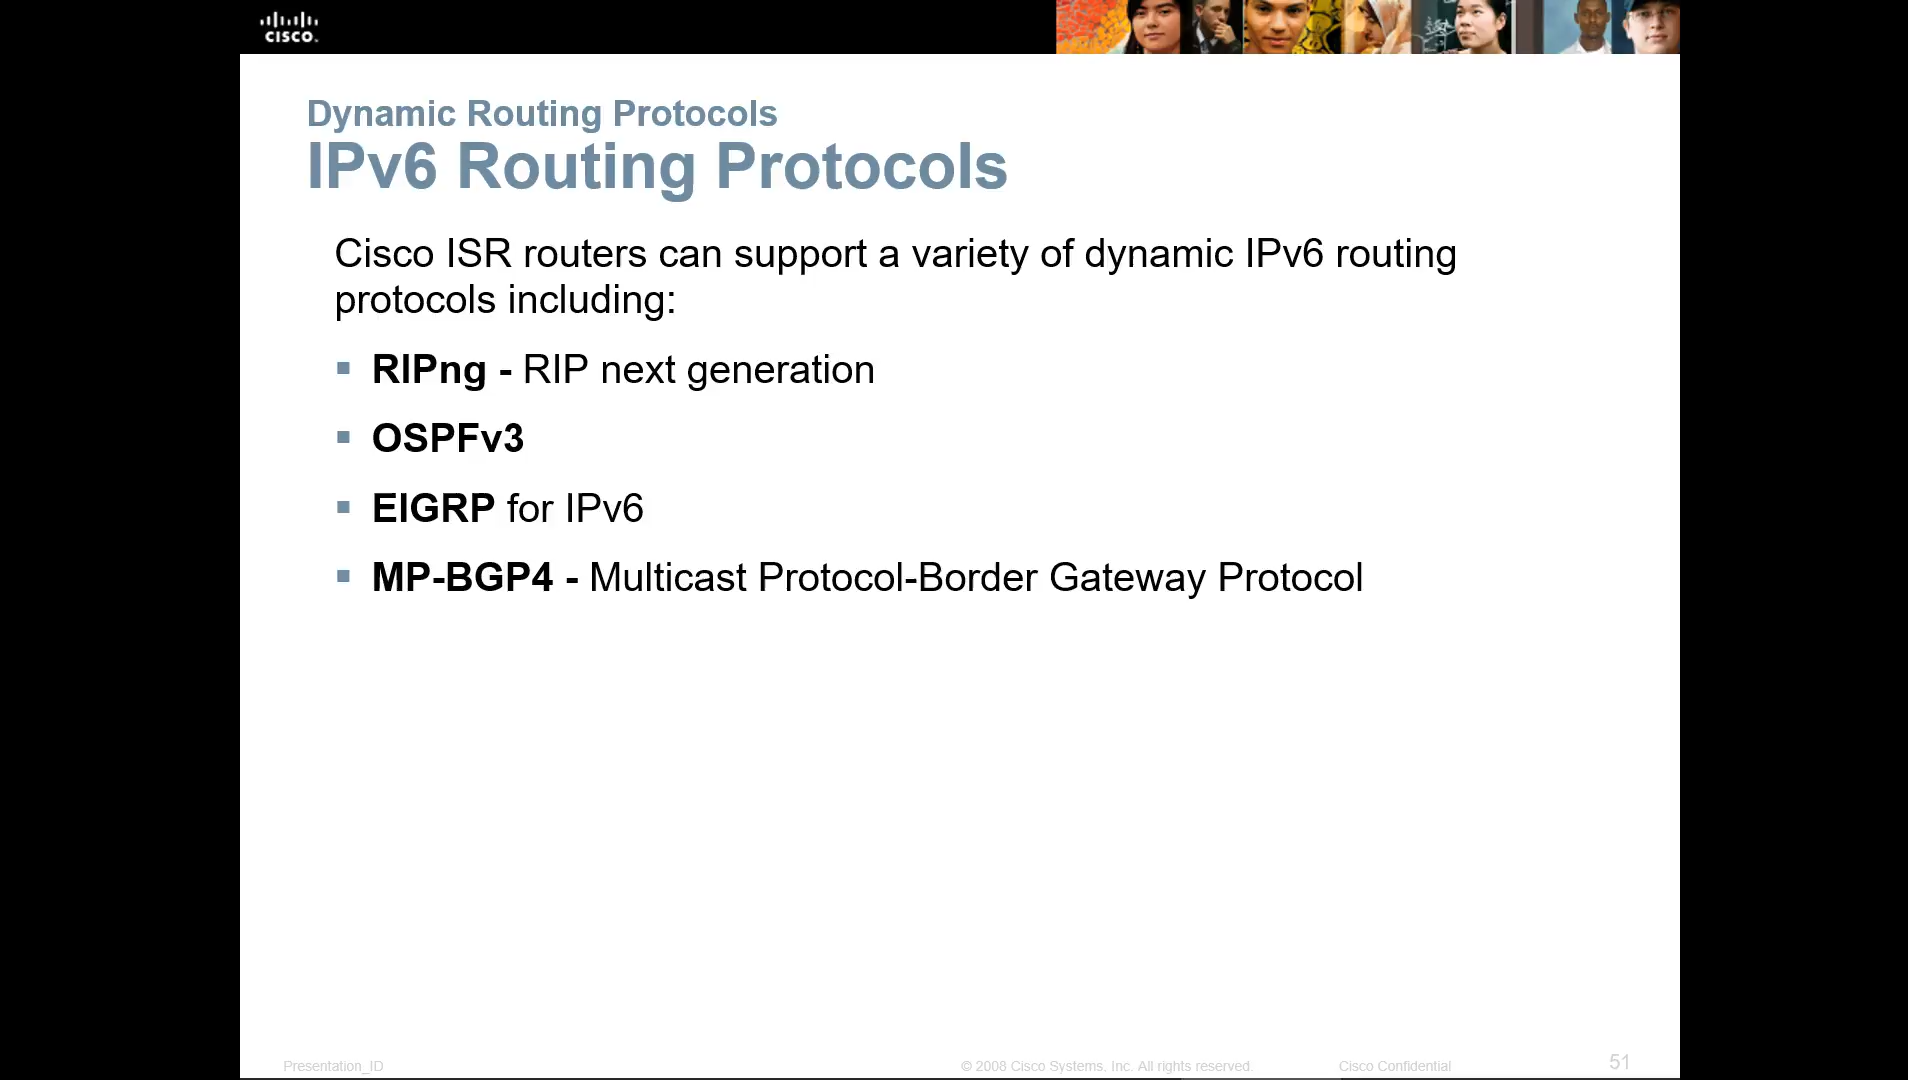 CISCO.
Dynamic Routing Protocols
IPv6 Routing Protocols
Cisco ISR routers can support a variety of dynamic IPv6 routing
protocols including:
RIPng - RIP next generation
OSPFv3
EIGRP for IPv6
MP-BGP4 - Multicast Protocol-Border Gateway Protocol
Presentation_ID © 2008 Cisco Systems, Inc. All rights reserved. Cisco Confidential 51